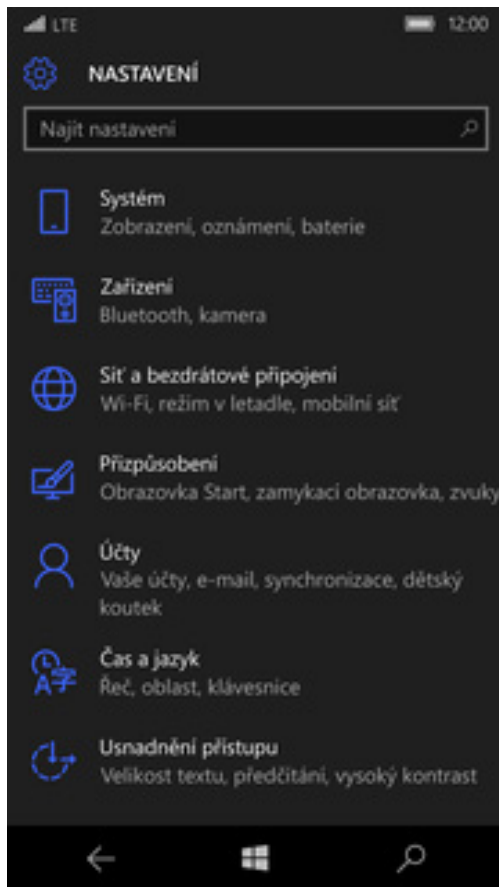 LTE 12:00
NASTAVENÍ
Najít nastavení
Systém
Zobrazení, oznámení, baterie
Zařízení
Bluetooth, kamera
Síť a bezdrátové připojení
Wi-Fi, režim v letadle, mobilní síť
Přizpůsobení
Obrazovka Start, zamykací obrazovka, zvuky
Účty
Vaše účty, e-mail, synchronizace, dětský
koutek
Čas a jazyk
Řeč, oblast, klávesnice
Usnadnění přístupu
Velikost textu, předčítání, vysoký kontrast